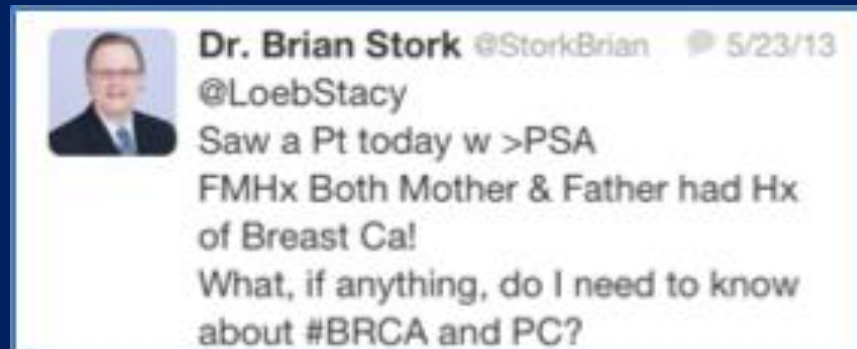 Dr. Brian Stork @StorkBrian 5/23/13
@LoebStacy
Saw a Pt today w >PSA
FMHx Both Mother & Father had Hx
of Breast Ca!
What, if anything, do I need to know
about #BRCA and PC?